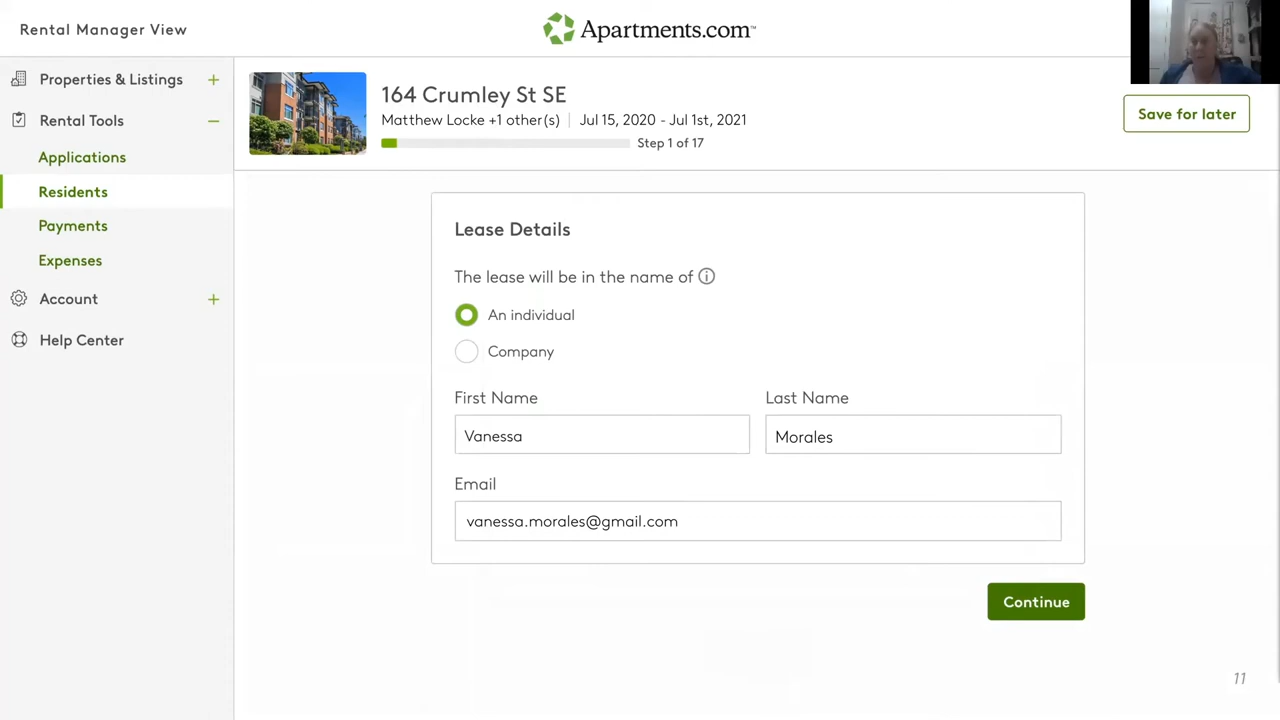 Rental Manager View
Apartments.com™
Properties & Listings +
Rental Tools −
Applications
Residents
Payments
Expenses
Account +
Help Center
164 Crumley St SE
Matthew Locke +1 other(s) | Jul 15, 2020 - Jul 1st, 2021
Step 1 of 17
Save for later
Lease Details
The lease will be in the name of
An individual
Company
First Name
Last Name
Vanessa
Morales
Email
vanessa.morales@gmail.com
Continue
11